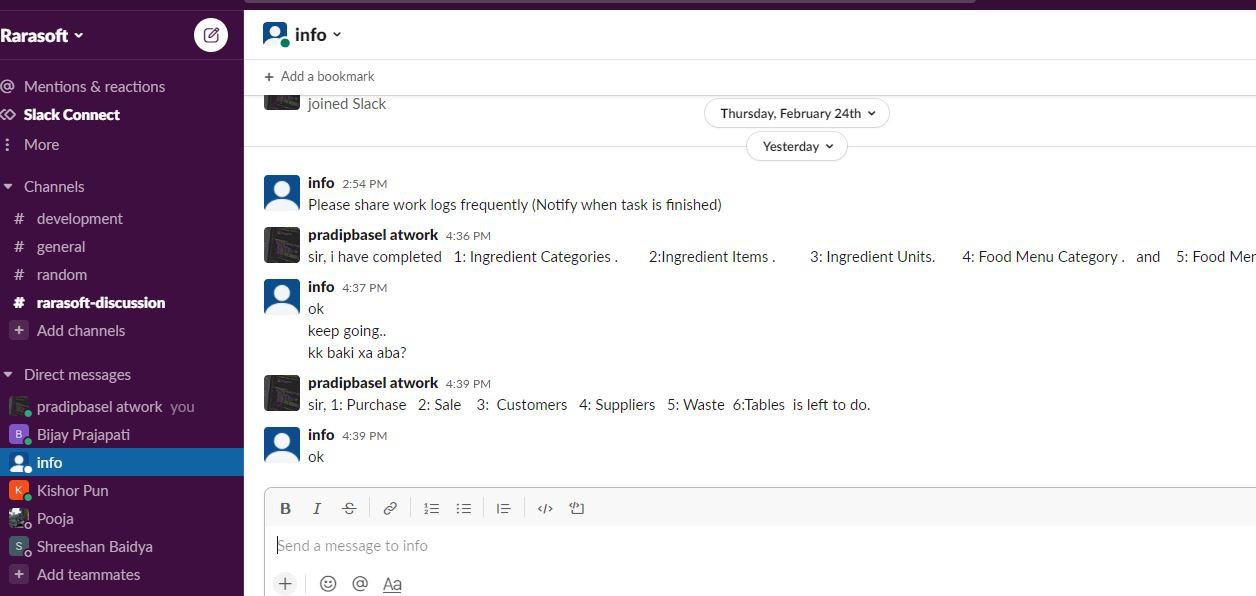 Rarasoft
Mentions & reactions
Slack Connect
More
Channels
# development
# general
# random
# rarasoft-discussion
+ Add channels
Direct messages
pradipbasel atwork you
B Bijay Prajapati
info
K Kishor Pun
Pooja
S Shreeshan Baidya
+ Add teammates
info
+ Add a bookmark
joined Slack
Thursday, February 24th
Yesterday
info 2:54 PM
Please share work logs frequently (Notify when task is finished)
pradipbasel atwork 4:36 PM
sir, i have completed 1: Ingredient Categories . 2:Ingredient Items . 3: Ingredient Units. 4: Food Menu Category . and 5: Food
info 4:37 PM
ok
keep going..
kk baki xa aba?
pradipbasel atwork 4:39 PM
sir, 1: Purchase 2: Sale 3: Customers 4: Suppliers 5: Waste 6:Tables is left to do.
info 4:39 PM
ok
B I S
Send a message to info
+ @ Aa